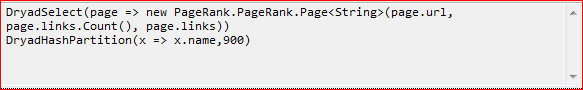 DryadSelect(page => new PageRank.PageRank.Page<String>(page.url,
page.links.Count(), page.links))
DryadHashPartition(x => x.name,900)